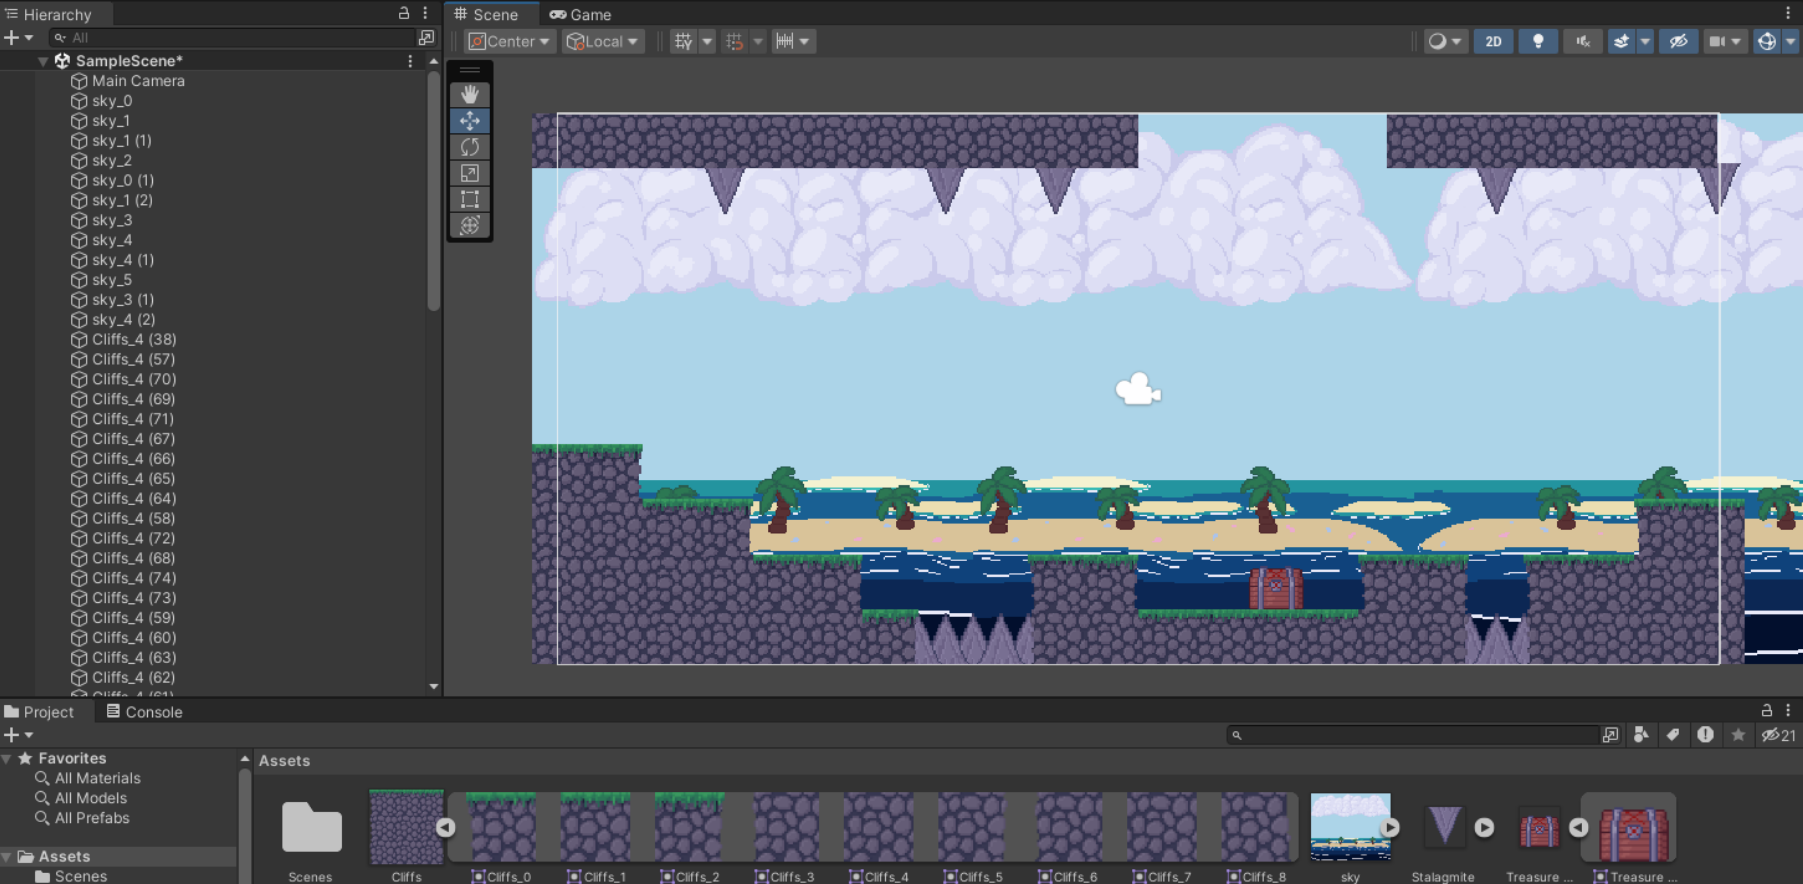 Hierarchy
All
SampleScene*
Main Camera
sky_0
sky_1
sky_1 (1)
sky_2
sky_0 (1)
sky_1 (2)
sky_3
sky_4
sky_4 (1)
sky_5
sky_3 (1)
sky_4 (2)
Cliffs_4 (38)
Cliffs_4 (57)
Cliffs_4 (70)
Cliffs_4 (69)
Cliffs_4 (71)
Cliffs_4 (67)
Cliffs_4 (66)
Cliffs_4 (65)
Cliffs_4 (64)
Cliffs_4 (58)
Cliffs_4 (72)
Cliffs_4 (68)
Cliffs_4 (74)
Cliffs_4 (73)
Cliffs_4 (59)
Cliffs_4 (60)
Cliffs_4 (63)
Cliffs_4 (62)
Cliffs_4 (61)
Scene Game
Center Local 2D
Project Console
21
Favorites
All Materials
All Models
All Prefabs
Assets
Scenes
Assets
Scenes Cliffs Cliffs_0 Cliffs_1 Cliffs_2 Cliffs_3 Cliffs_4 Cliffs_5 Cliffs_6 Cliffs_7 Cliffs_8 sky Stalagmite Treasure ... Treasure ...